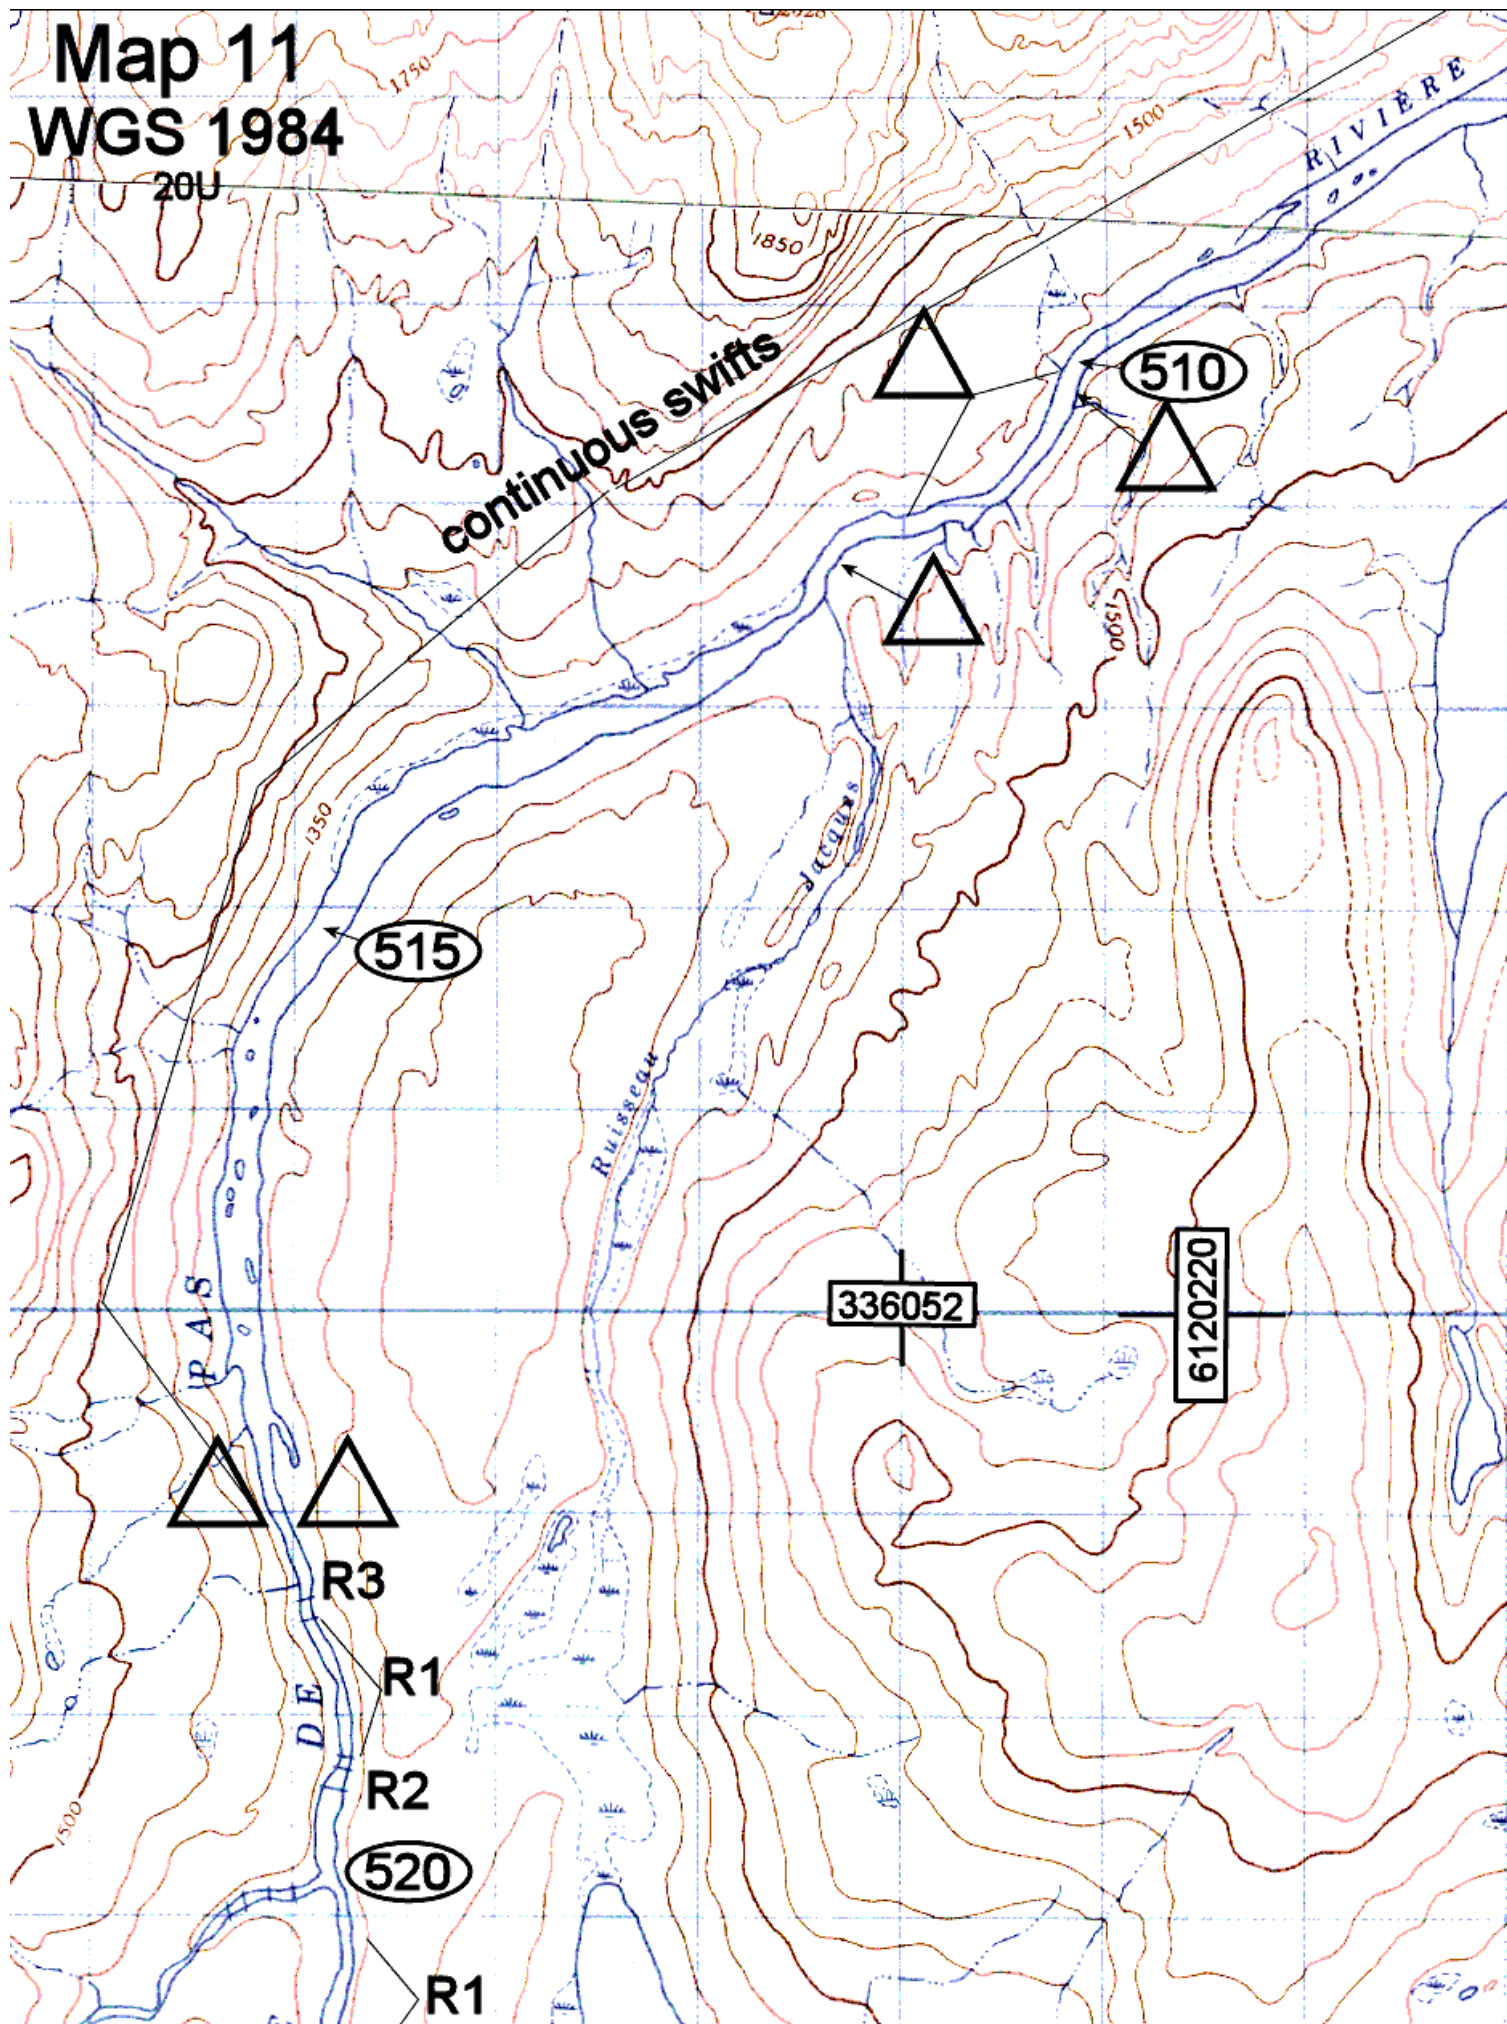 Map 11
WGS 1984
20U
1750
1500
RIVIÈRE
1850
continuous swifts
510
1500
1350
Jacques
515
Ruisseau
336052
6120220
PAS
R3
R1
DE
R2
1500
520
R1